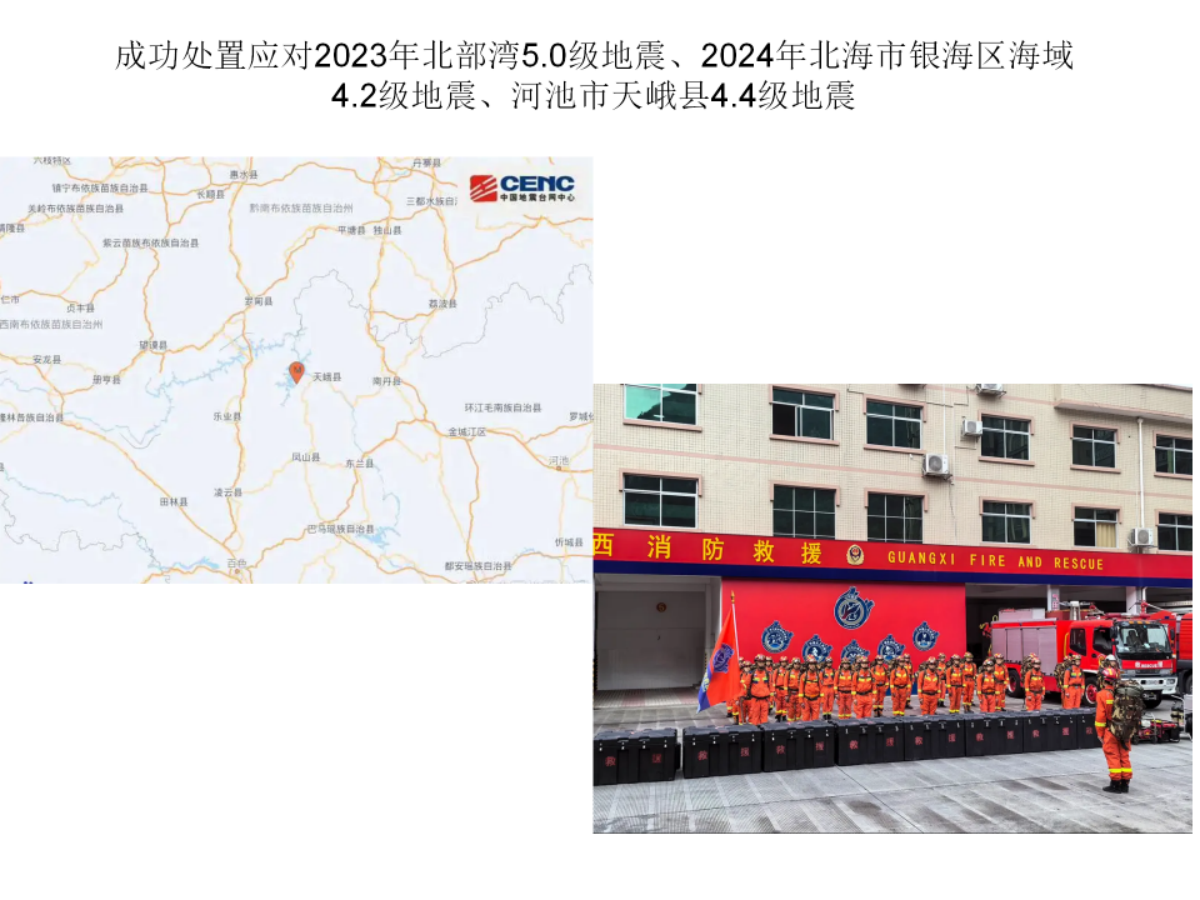 成功处置应对2023年北部湾5.0级地震、2024年北海市银海区海域
4.2级地震、河池市天峨县4.4级地震
六枝特区
惠水县
丹寨县
CENC
中国地震台网中心
镇宁布依族苗族自治县
长顺县
三都水族自
关岭布依族苗族自治县
黔南布依族苗族自治州
晴隆县
平塘县
独山县
紫云苗族布依族自治县
仁市
贞丰县
罗甸县
荔波县
西南布依族苗族自治州
望谟县
安龙县
册亨县
天峨县
南丹县
隆林各族自治县
乐业县
环江毛南族自治县
罗城仫
金城江区
凤山县
东兰县
河池
田林县
凌云县
巴马瑶族自治县
忻城县
百色
都安瑶族自治县
西消防救援 GUANGXI FIRE AND RESCUE
救援